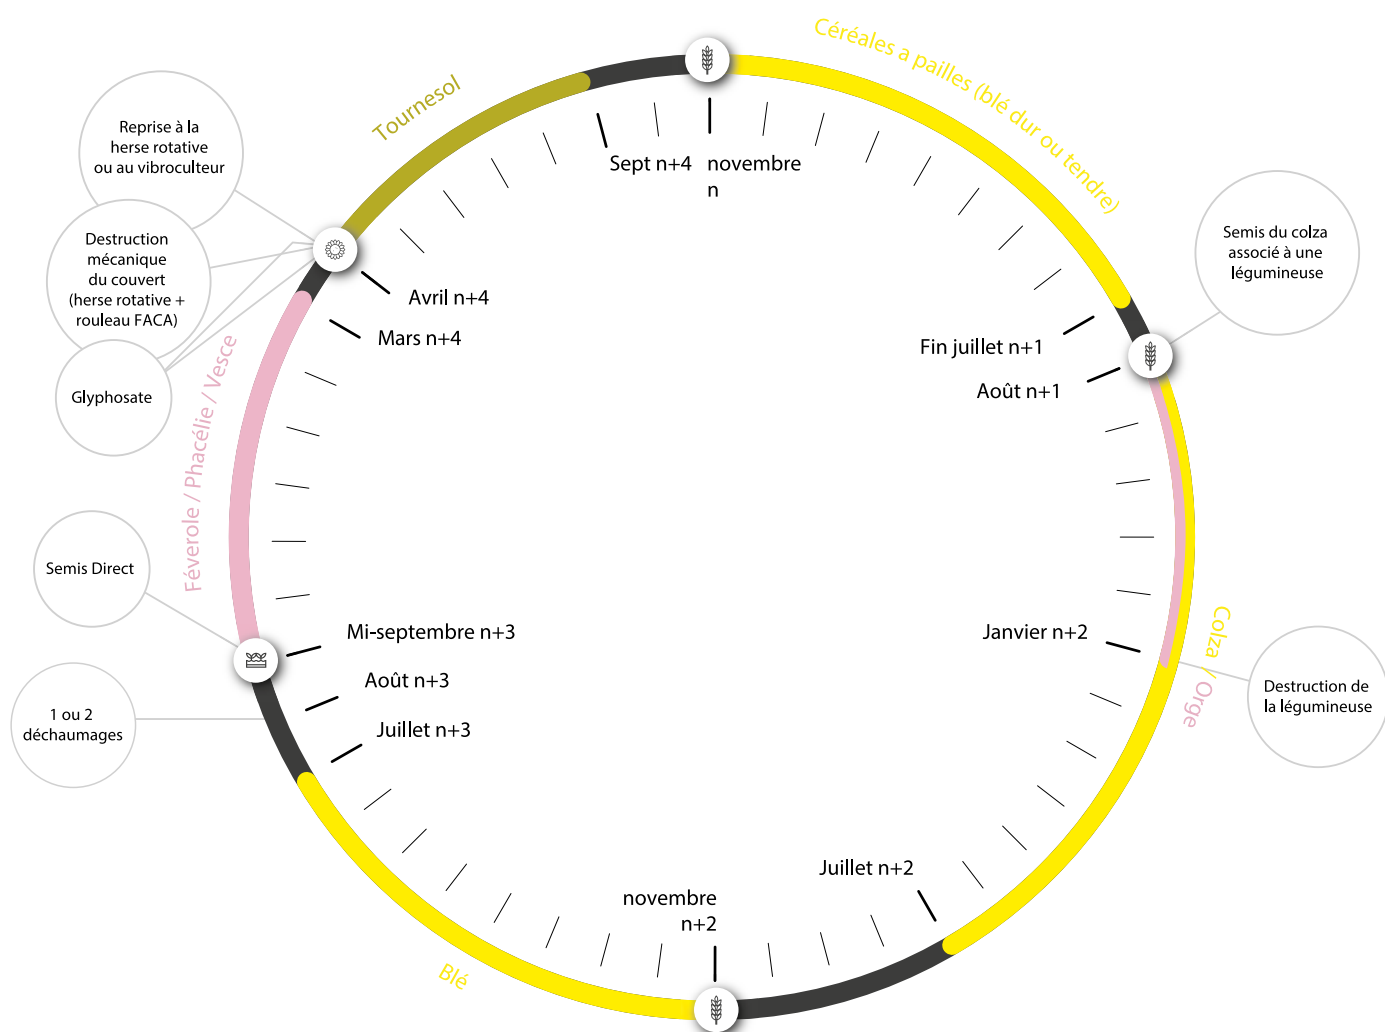 Céréales a pailles (blé dur ou tendre)
Tournesol
Reprise à la
herse rotative
ou au vibroculteur
Sept n+4
novembre
n
Destruction
mécanique
du couvert
(herse rotative +
rouleau FACA)
Semis du colza
associé à une
légumineuse
Avril n+4
Mars n+4
Fin juillet n+1
Août n+1
Glyphosate
Féverole / Phacélie / Vesce
Semis Direct
Mi-septembre n+3
Janvier n+2
Colza / Orge
Août n+3
Destruction de
la légumineuse
1 ou 2
déchaumages
Juillet n+3
Juillet n+2
novembre
n+2
Blé